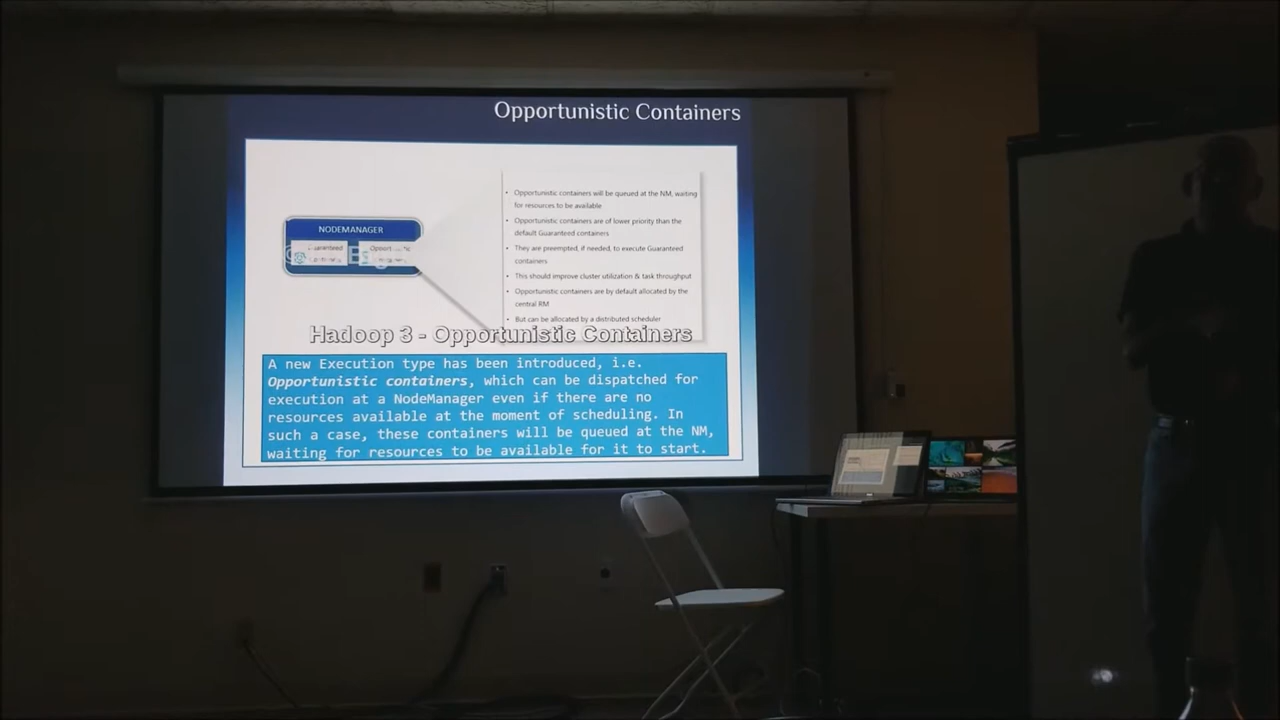 Opportunistic Containers
NODEMANAGER
Opportunistic containers will be queued at the NM, waiting
for resources to be available
Opportunistic containers are of lower priority than the
default Guaranteed containers
They are preempted, if needed, to execute Guaranteed
containers
This should improve cluster utilization & task throughput
Opportunistic containers are by default allocated by the
central RM
But can be allocated by a distributed scheduler
Hadoop 3 - Opportunistic Containers
A new Execution type has been introduced, i.e.
Opportunistic containers, which can be dispatched for
execution at a NodeManager even if there are no
resources available at the moment of scheduling. In
such a case, these containers will be queued at the NM,
waiting for resources to be available for it to start.